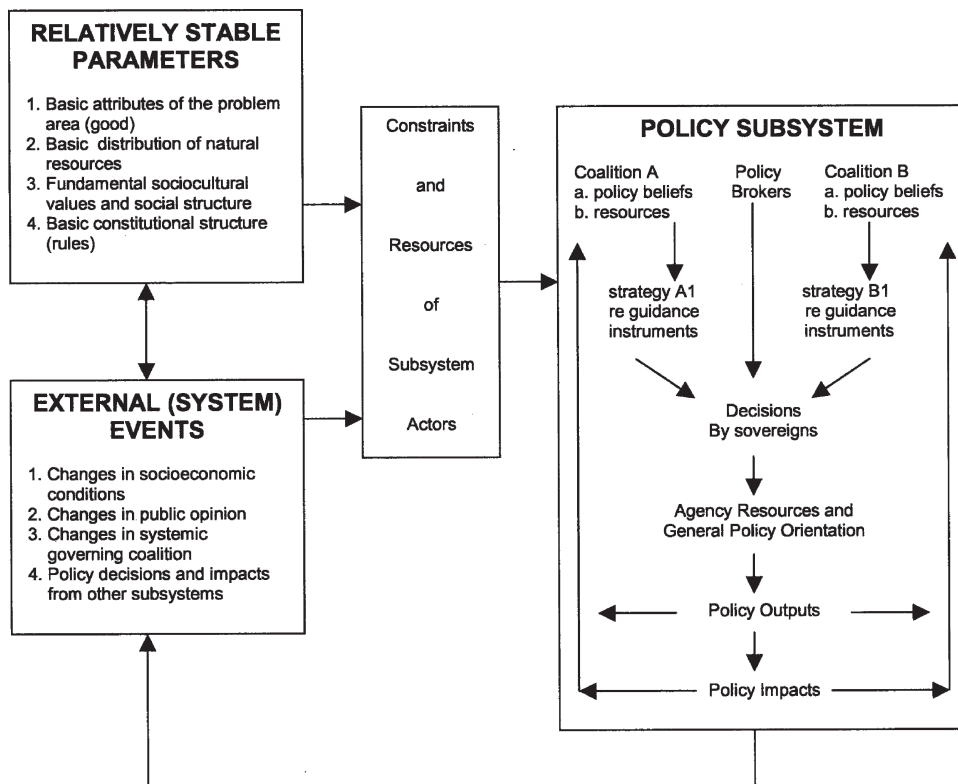 RELATIVELY STABLE
PARAMETERS
1. Basic attributes of the problem
area (good)
2. Basic distribution of natural
resources
3. Fundamental sociocultural
values and social structure
4. Basic constitutional structure
(rules)
EXTERNAL (SYSTEM)
EVENTS
1. Changes in socioeconomic
conditions
2. Changes in public opinion
3. Changes in systemic
governing coalition
4. Policy decisions and impacts
from other subsystems
Constraints
and
Resources
of
Subsystem
Actors
POLICY SUBSYSTEM
Coalition A
a. policy beliefs
b. resources
Policy
Brokers
Coalition B
a. policy beliefs
b. resources
strategy A1
re guidance
instruments
strategy B1
re guidance
instruments
Decisions
By sovereigns
Agency Resources and
General Policy Orientation
Policy Outputs
Policy Impacts